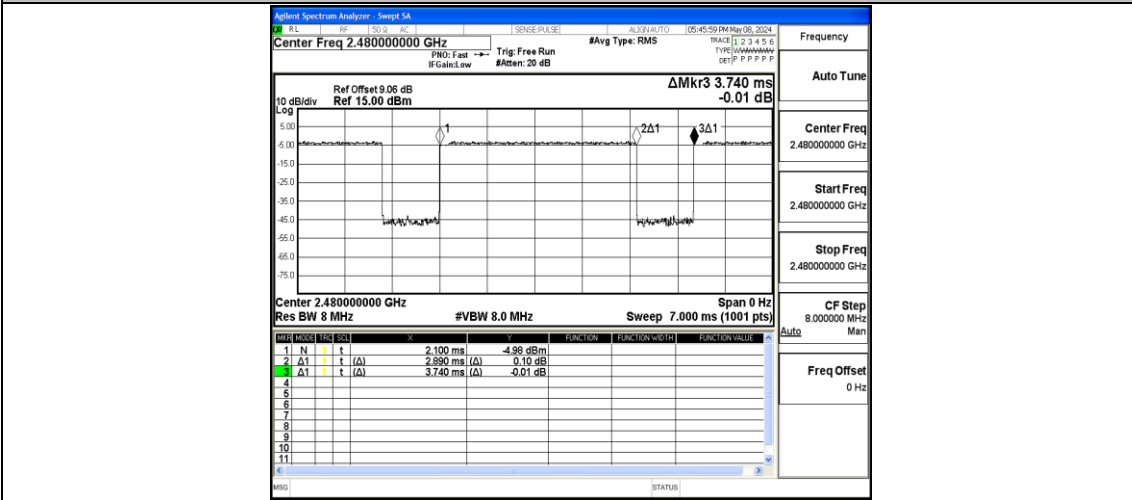 Agilent Spectrum Analyzer - Swept SA
RL RF 50 Ω AC SENSE:PULSE ALIGN AUTO 05:45:59 PM May 08, 2024
Center Freq 2.480000000 GHz
PNO: Fast
IFGain:Low
Trig: Free Run
#Atten: 20 dB
#Avg Type: RMS
TRACE 1 2 3 4 5 6
TYPE WWWWWW
DET P P P P P P
Frequency
Auto Tune
Center Freq
2.480000000 GHz
Start Freq
2.480000000 GHz
Stop Freq
2.480000000 GHz
CF Step
8.000000 MHz
Auto Man
Freq Offset
0 Hz
ΔMkr3 3.740 ms
-0.01 dB
Ref Offset 9.06 dB
10 dB/div Ref 15.00 dBm
Log
5.00
-5.00
-15.0
-25.0
-35.0
-45.0
-55.0
-65.0
-75.0
1
2Δ1
3Δ1
Center 2.480000000 GHz Span 0 Hz
Res BW 8 MHz #VBW 8.0 MHz Sweep 7.000 ms (1001 pts)
MKR MODE TRC SCL X Y FUNCTION FUNCTION WIDTH FUNCTION VALUE
1 N 1 t 2.100 ms -4.98 dBm
2 Δ1 1 t (Δ) 2.890 ms (Δ) 0.10 dB
3 Δ1 1 t (Δ) 3.740 ms (Δ) -0.01 dB
4
5
6
7
8
9
10
11
MSG STATUS